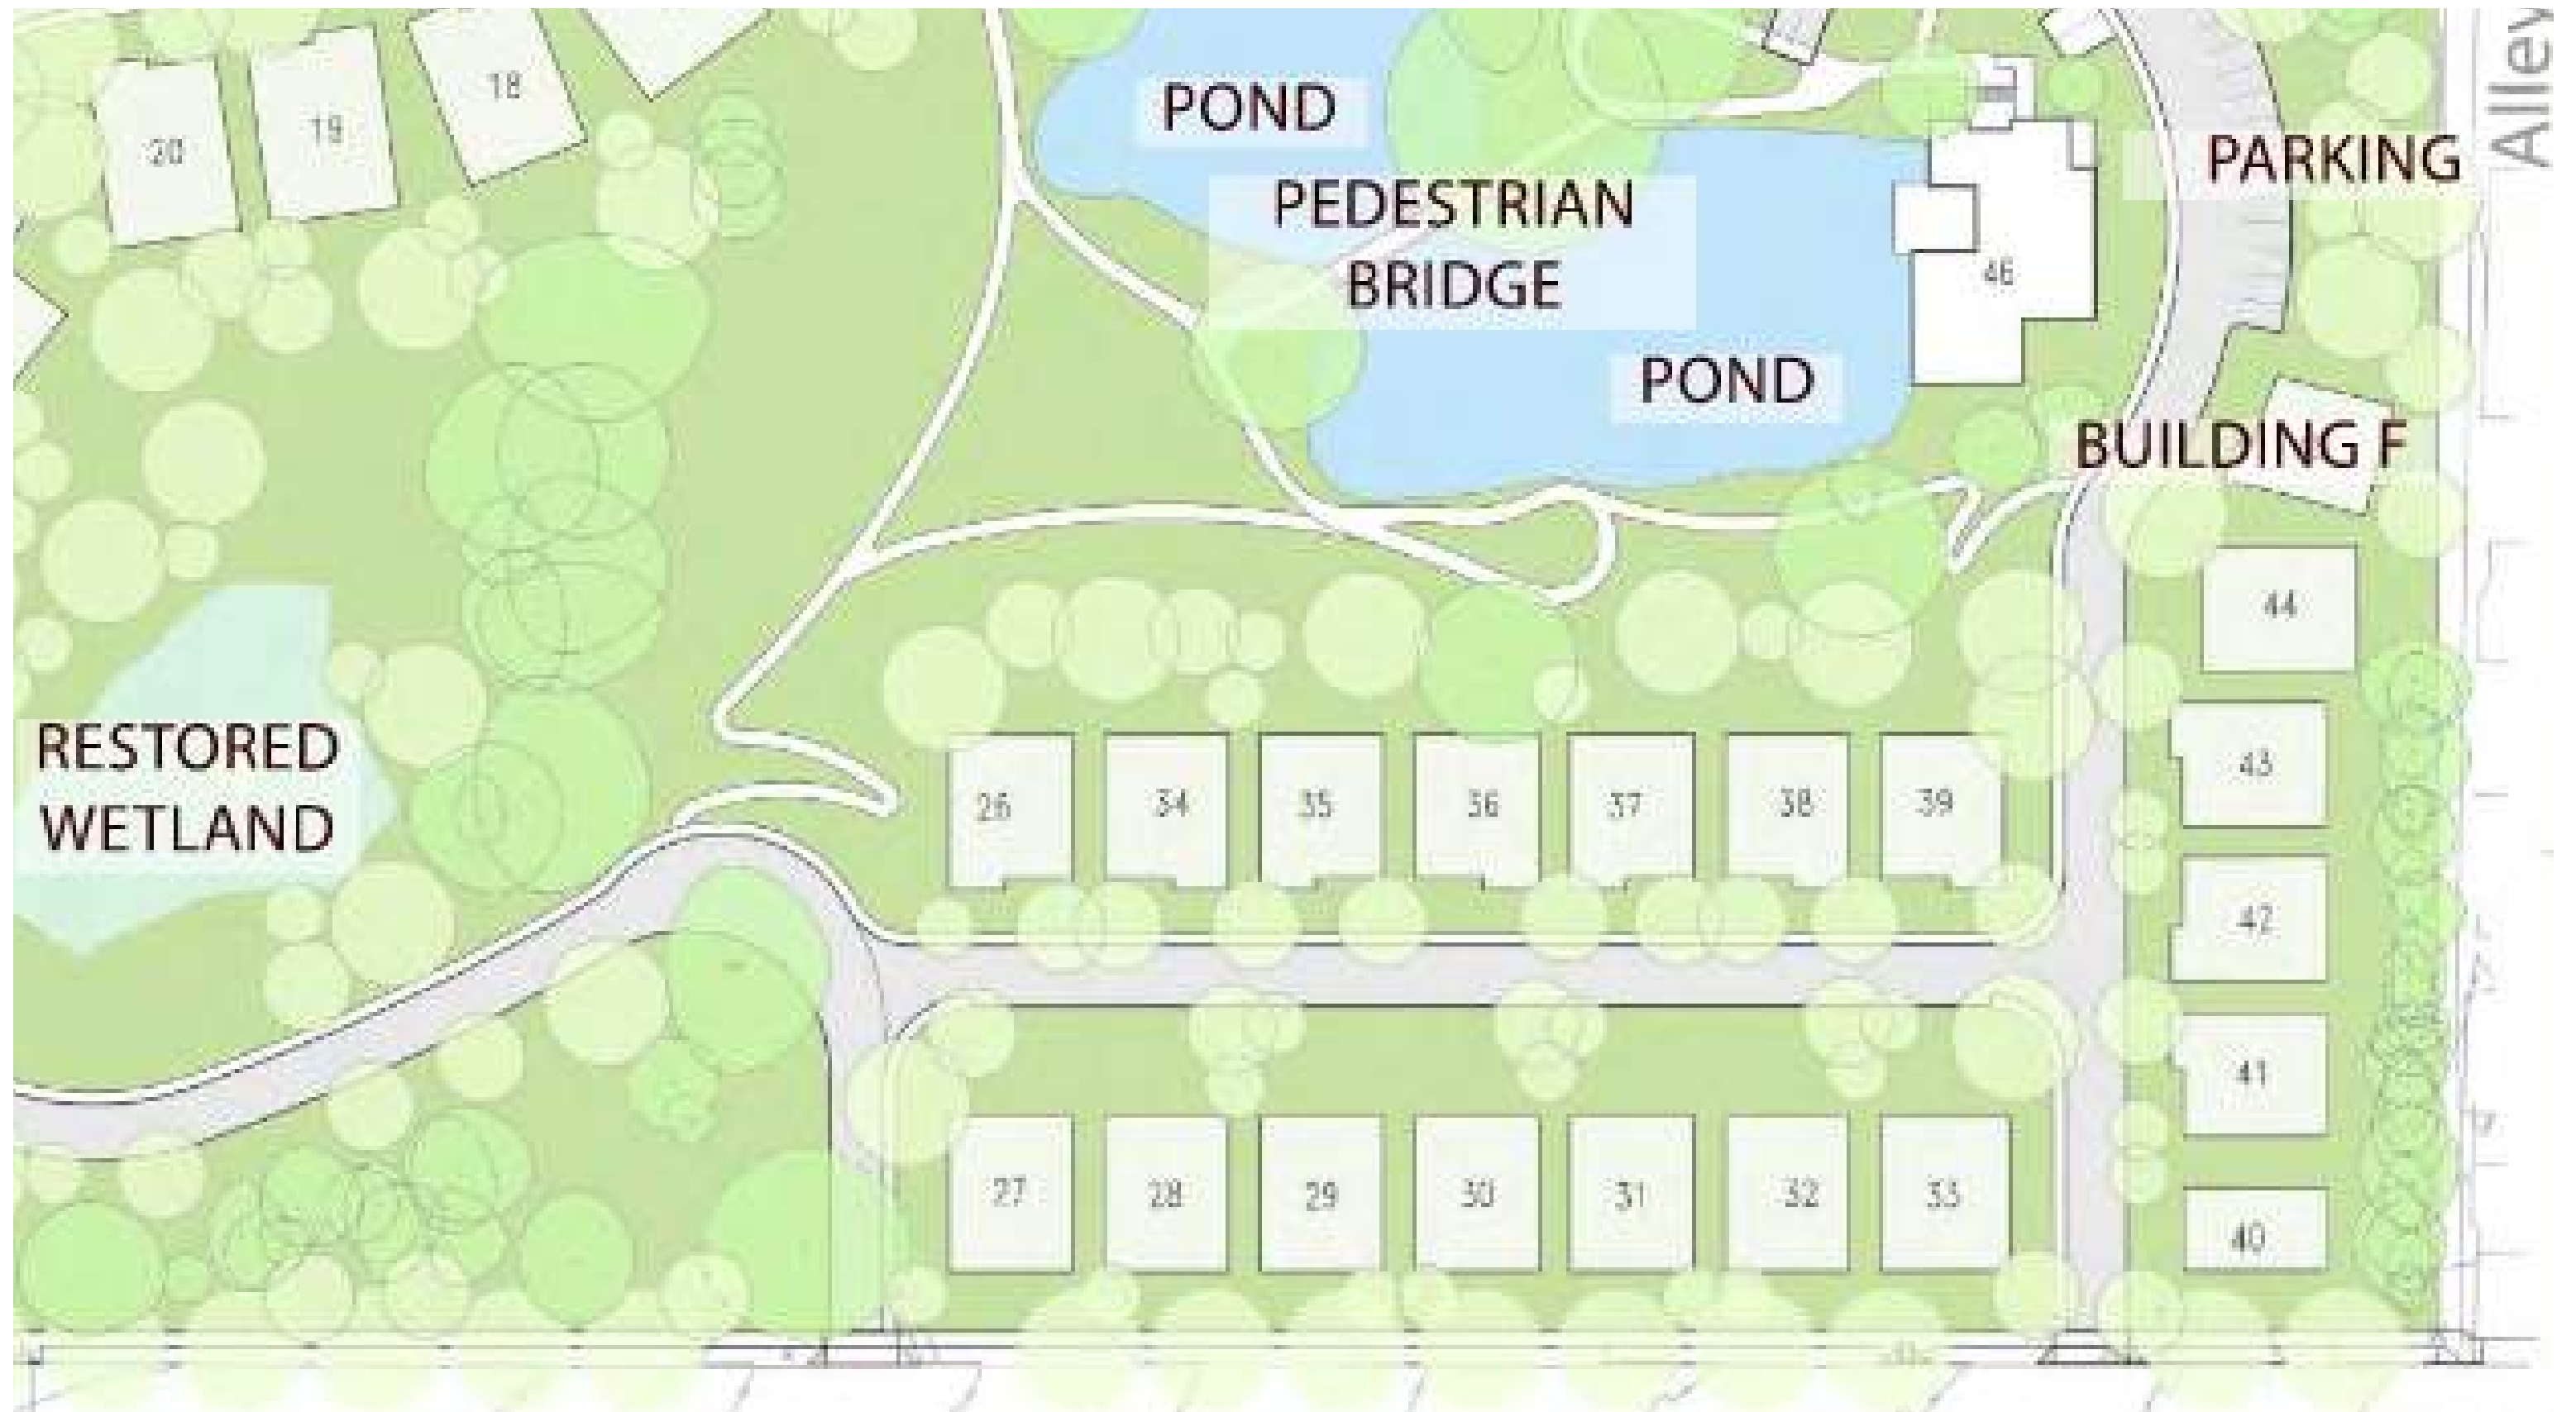 Alley
18
POND
19
20
PARKING
PEDESTRIAN
BRIDGE
46
POND
BUILDING F
44
RESTORED
WETLAND
43
26 34 35 36 37 38 39
42
41
27 28 29 30 31 32 33
40